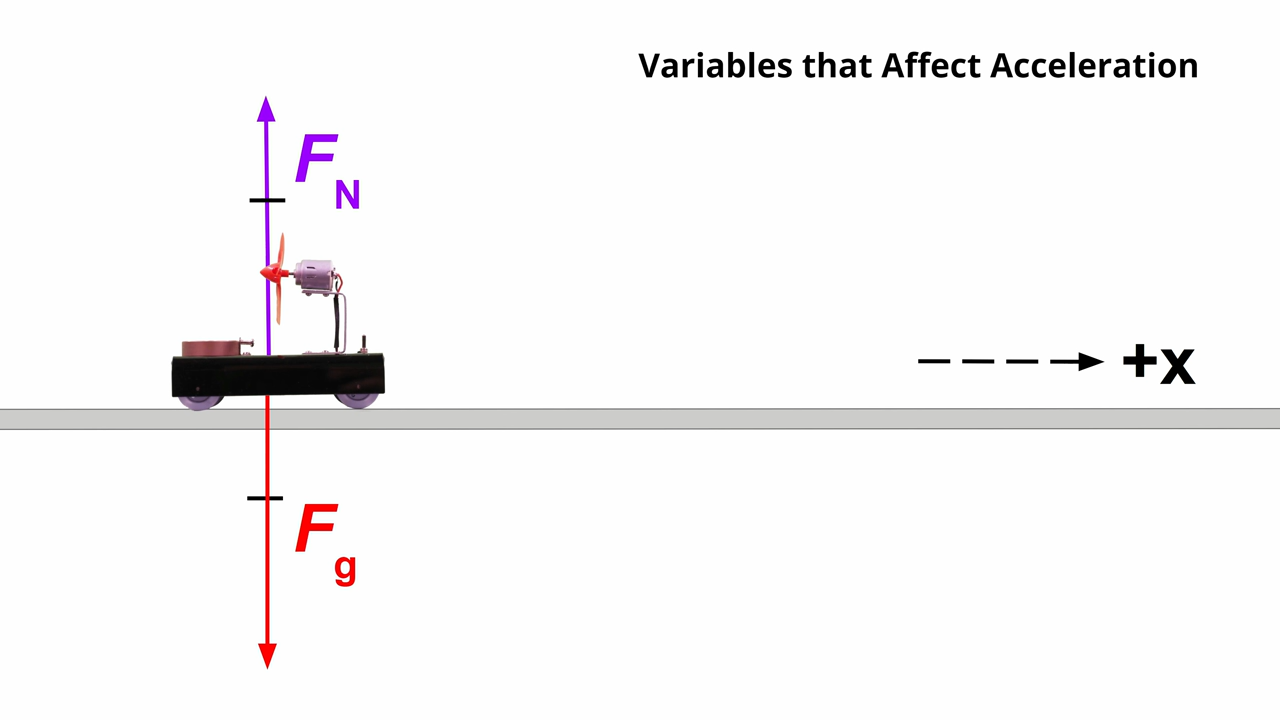 Variables that Affect Acceleration
FN
+x
Fg